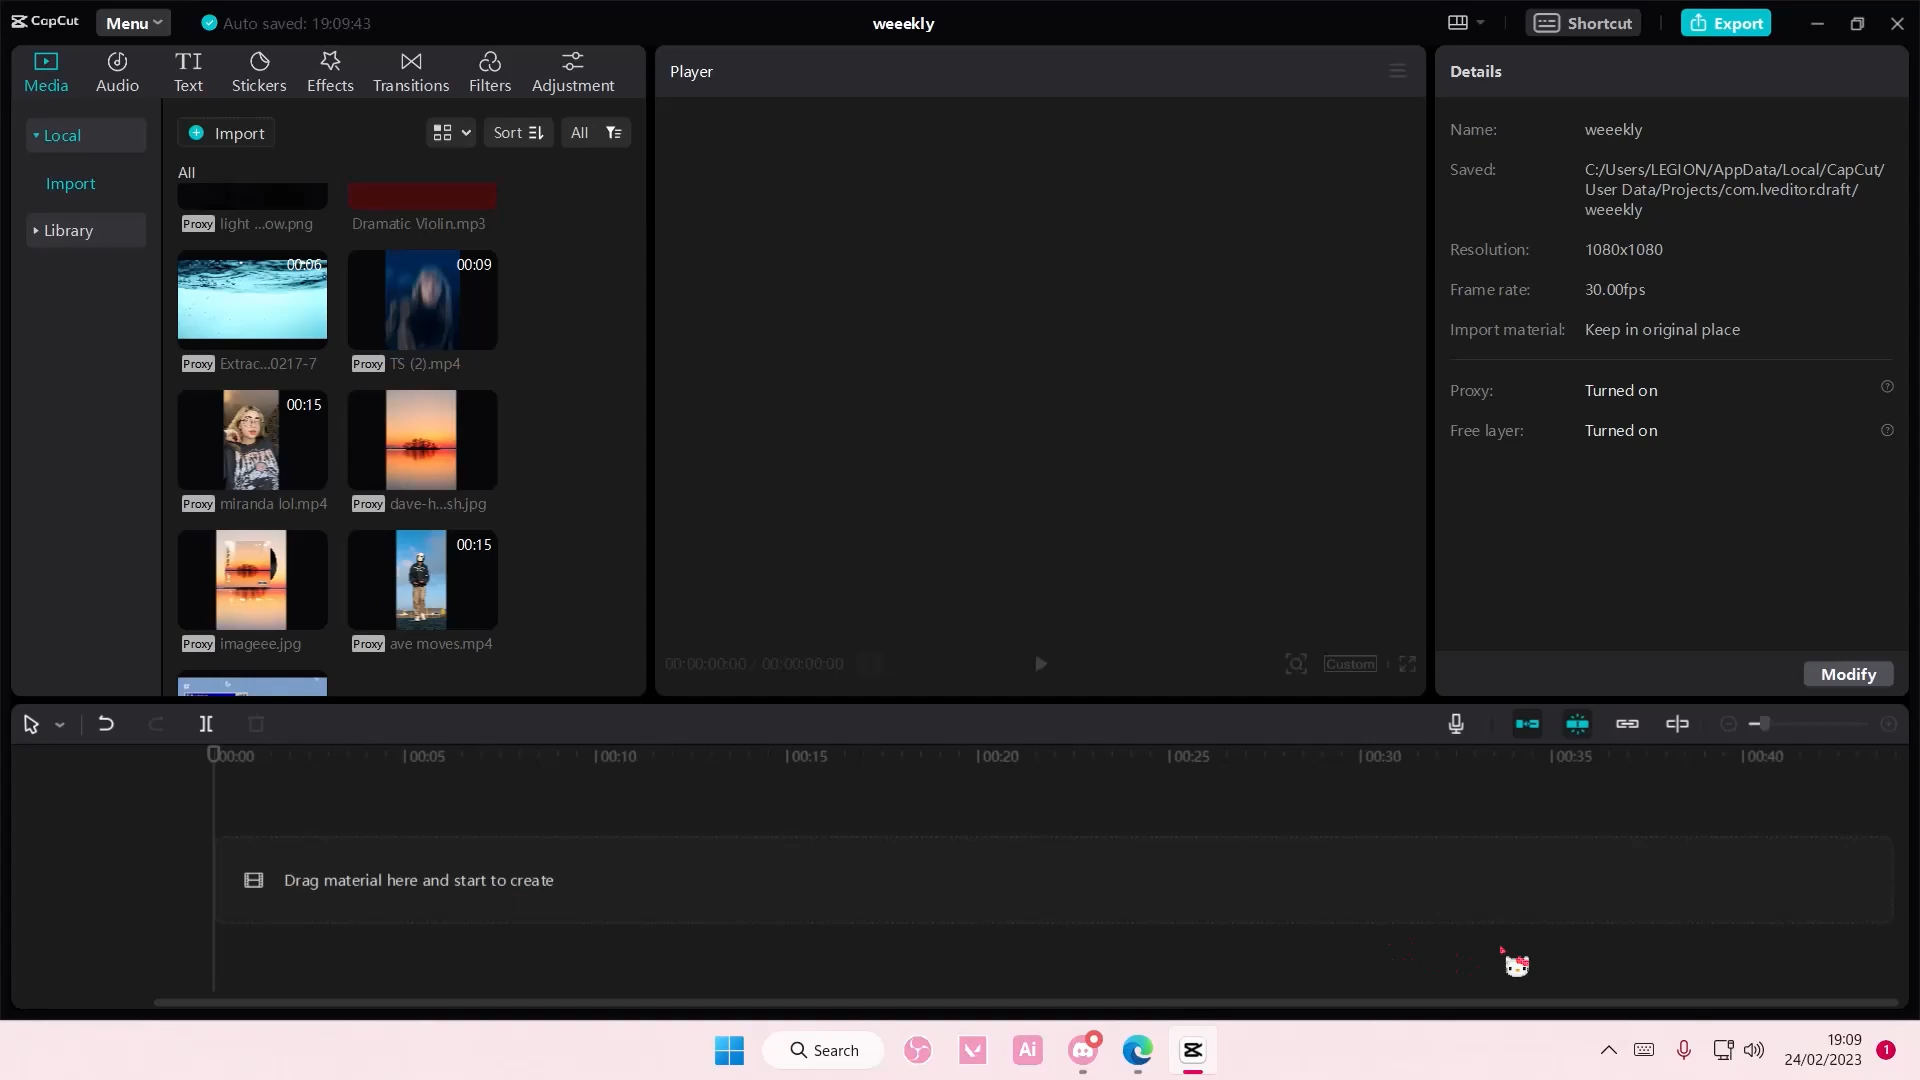 CapCut
Menu
Auto saved: 19:09:43
weeekly
Shortcut
Export
Media
Audio
TI
Text
Stickers
Effects
Transitions
Filters
Adjustment
Local
Import
Library
Import
Sort
All
All
Proxy light ...ow.png
Dramatic Violin.mp3
00:06
00:09
Proxy Extrac...0217-7
Proxy TS (2).mp4
00:15
Proxy miranda lol.mp4
Proxy dave-h...sh.jpg
00:15
Proxy imageee.jpg
Proxy ave moves.mp4
Player
00:00:00:00 / 00:00:00:00
Custom
Details
Name: weeekly
Saved: C:/Users/LEGION/AppData/Local/CapCut/
User Data/Projects/com.lveditor.draft/
weeekly
Resolution: 1080x1080
Frame rate: 30.00fps
Import material: Keep in original place
Proxy: Turned on
Free layer: Turned on
Modify
00:00
00:05
00:10
00:15
00:20
00:25
00:30
00:35
00:40
Drag material here and start to create
Search
Ai
19:09
24/02/2023
1